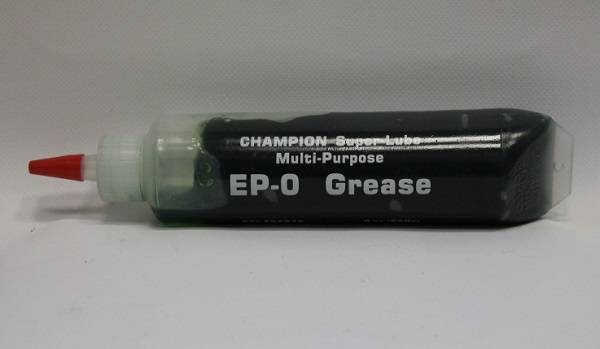 CHAMPION Super Lube
Multi-Purpose
EP-0 Grease